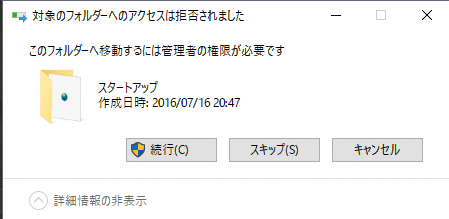 対象のフォルダーへのアクセスは拒否されました
このフォルダーへ移動するには管理者の権限が必要です
スタートアップ
作成日時: 2016/07/16 20:47
続行(C)
スキップ(S)
キャンセル
詳細情報の非表示